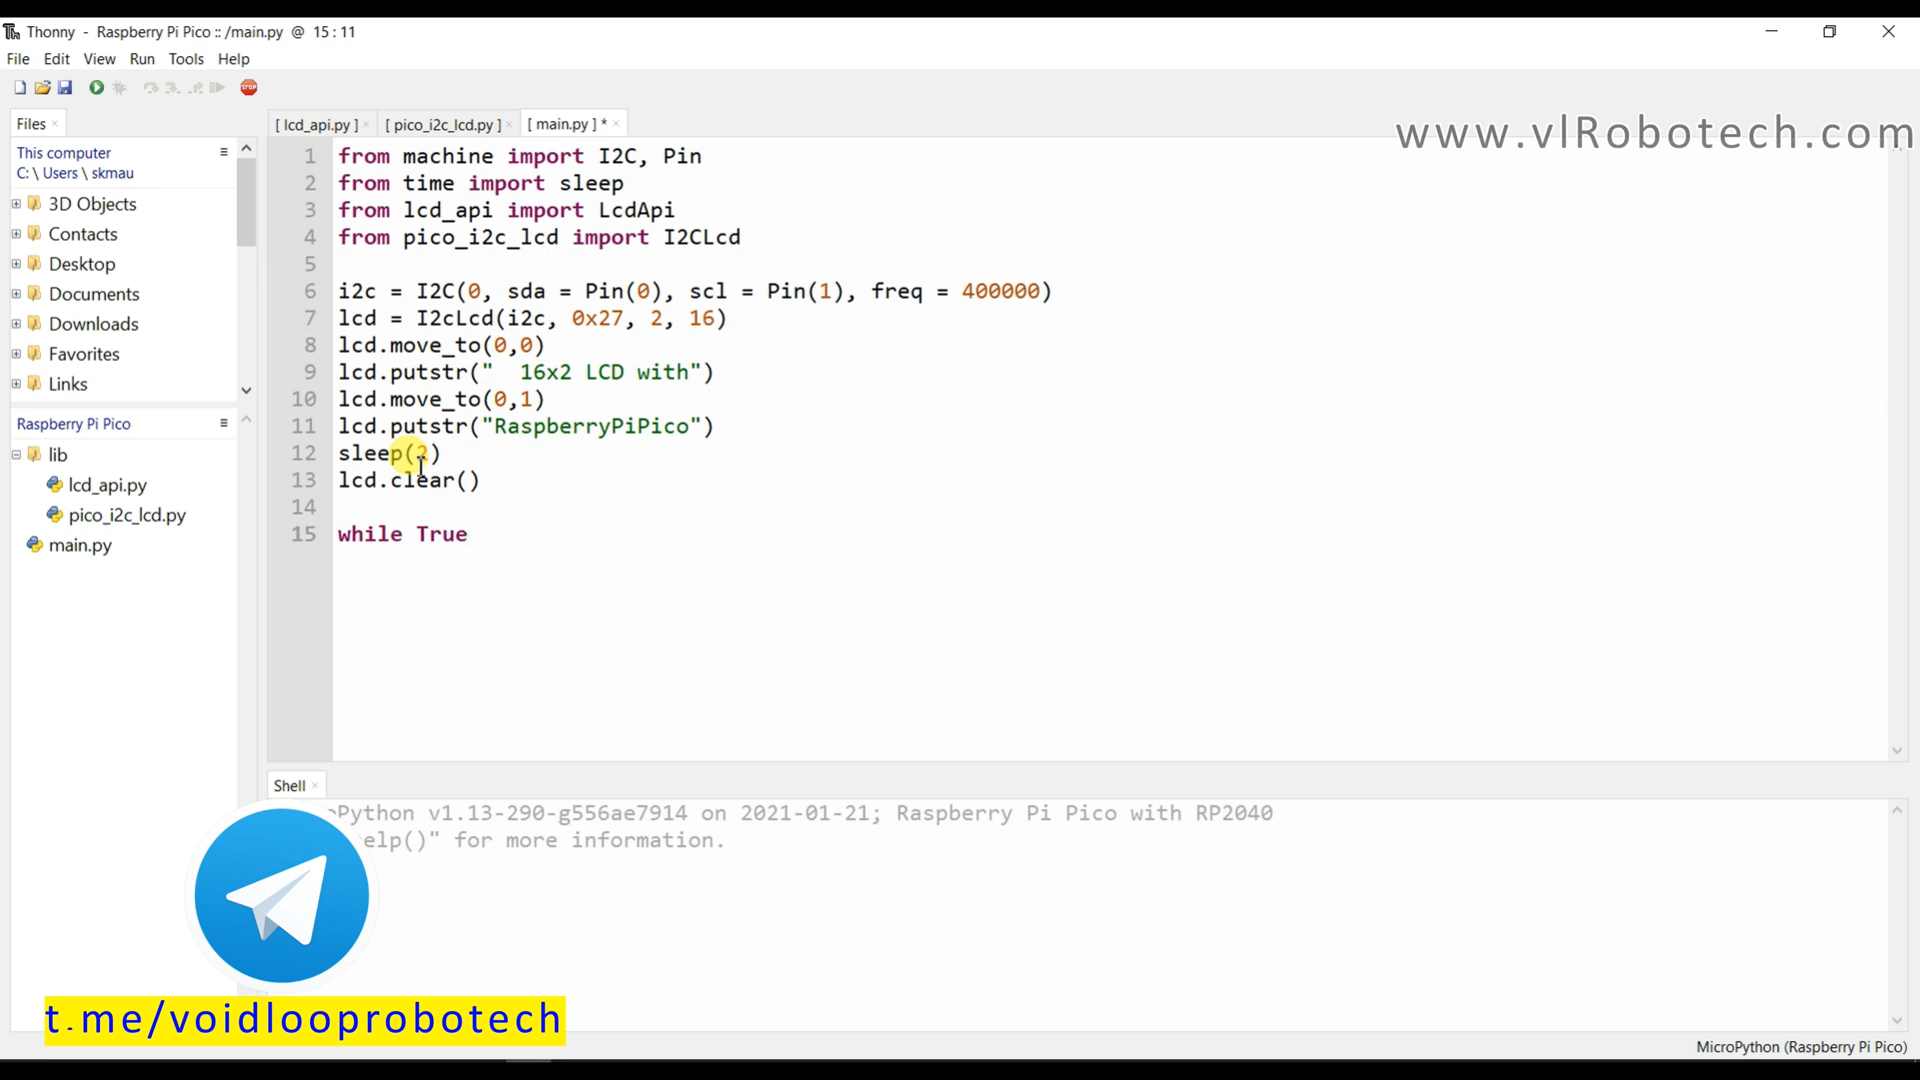 Thonny - Raspberry Pi Pico :: /main.py @ 15 : 11
File Edit View Run Tools Help
STOP
Files
[ lcd_api.py ] [ pico_i2c_lcd.py ] [ main.py ] *
www.vlRobotech.com
This computer
C: \ Users \ skmau
3D Objects
Contacts
Desktop
Documents
Downloads
Favorites
Links
Raspberry Pi Pico
lib
lcd_api.py
pico_i2c_lcd.py
main.py
1 from machine import I2C, Pin
2 from time import sleep
3 from lcd_api import LcdApi
4 from pico_i2c_lcd import I2CLcd
5
6 i2c = I2C(0, sda = Pin(0), scl = Pin(1), freq = 400000)
7 lcd = I2cLcd(i2c, 0x27, 2, 16)
8 lcd.move_to(0,0)
9 lcd.putstr("  16x2 LCD with")
10 lcd.move_to(0,1)
11 lcd.putstr("RaspberryPiPico")
12 sleep(2)
13 lcd.clear()
14
15 while True
Shell
Python v1.13-290-g556ae7914 on 2021-01-21; Raspberry Pi Pico with RP2040
elp()" for more information.
t.me/voidlooprobotech
MicroPython (Raspberry Pi Pico)